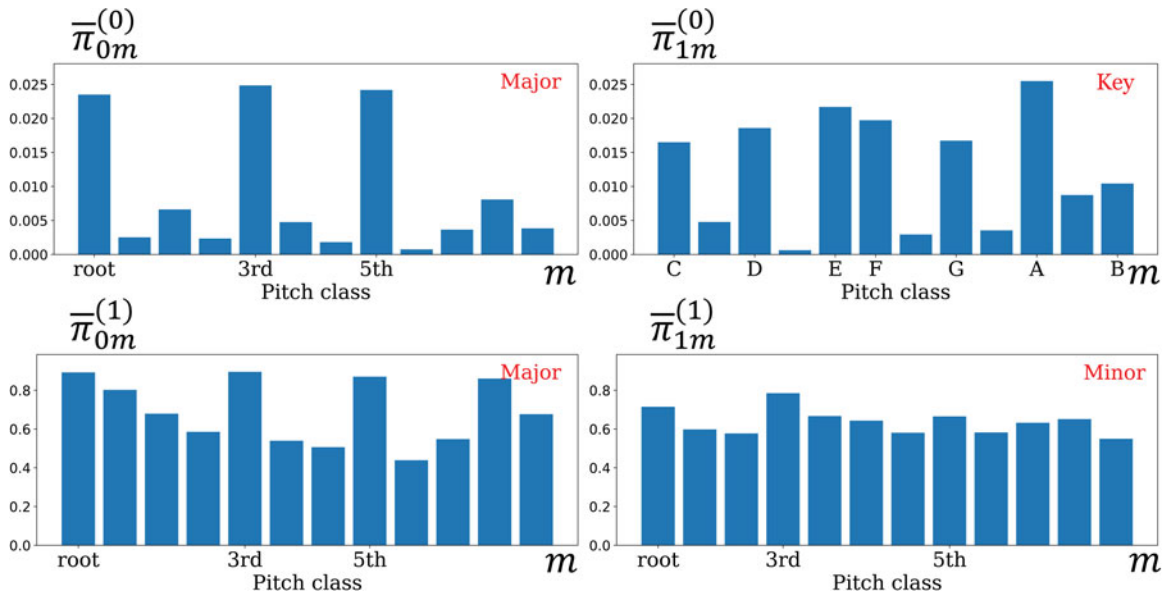 π̅₀ₘ⁽⁰⁾
Major
0.025
0.020
0.015
0.010
0.005
0.000
root 3rd 5th m
Pitch class
π̅₁ₘ⁽⁰⁾
Key
0.025
0.020
0.015
0.010
0.005
0.000
C D E F G A B m
Pitch class
π̅₀ₘ⁽¹⁾
Major
0.8
0.6
0.4
0.2
0.0
root 3rd 5th m
Pitch class
π̅₁ₘ⁽¹⁾
Minor
0.8
0.6
0.4
0.2
0.0
root 3rd 5th m
Pitch class